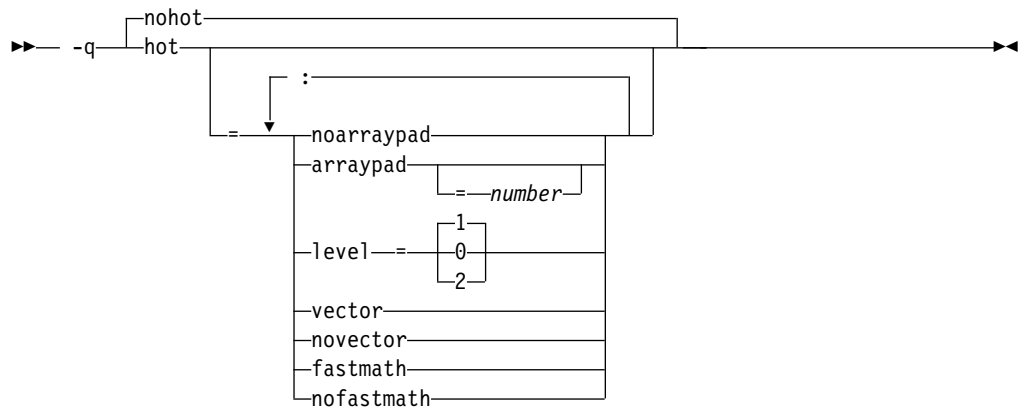 nohot
-q hot
:
= noarraypad
arraypad
=number
1
level = 0
2
vector
novector
fastmath
nofastmath